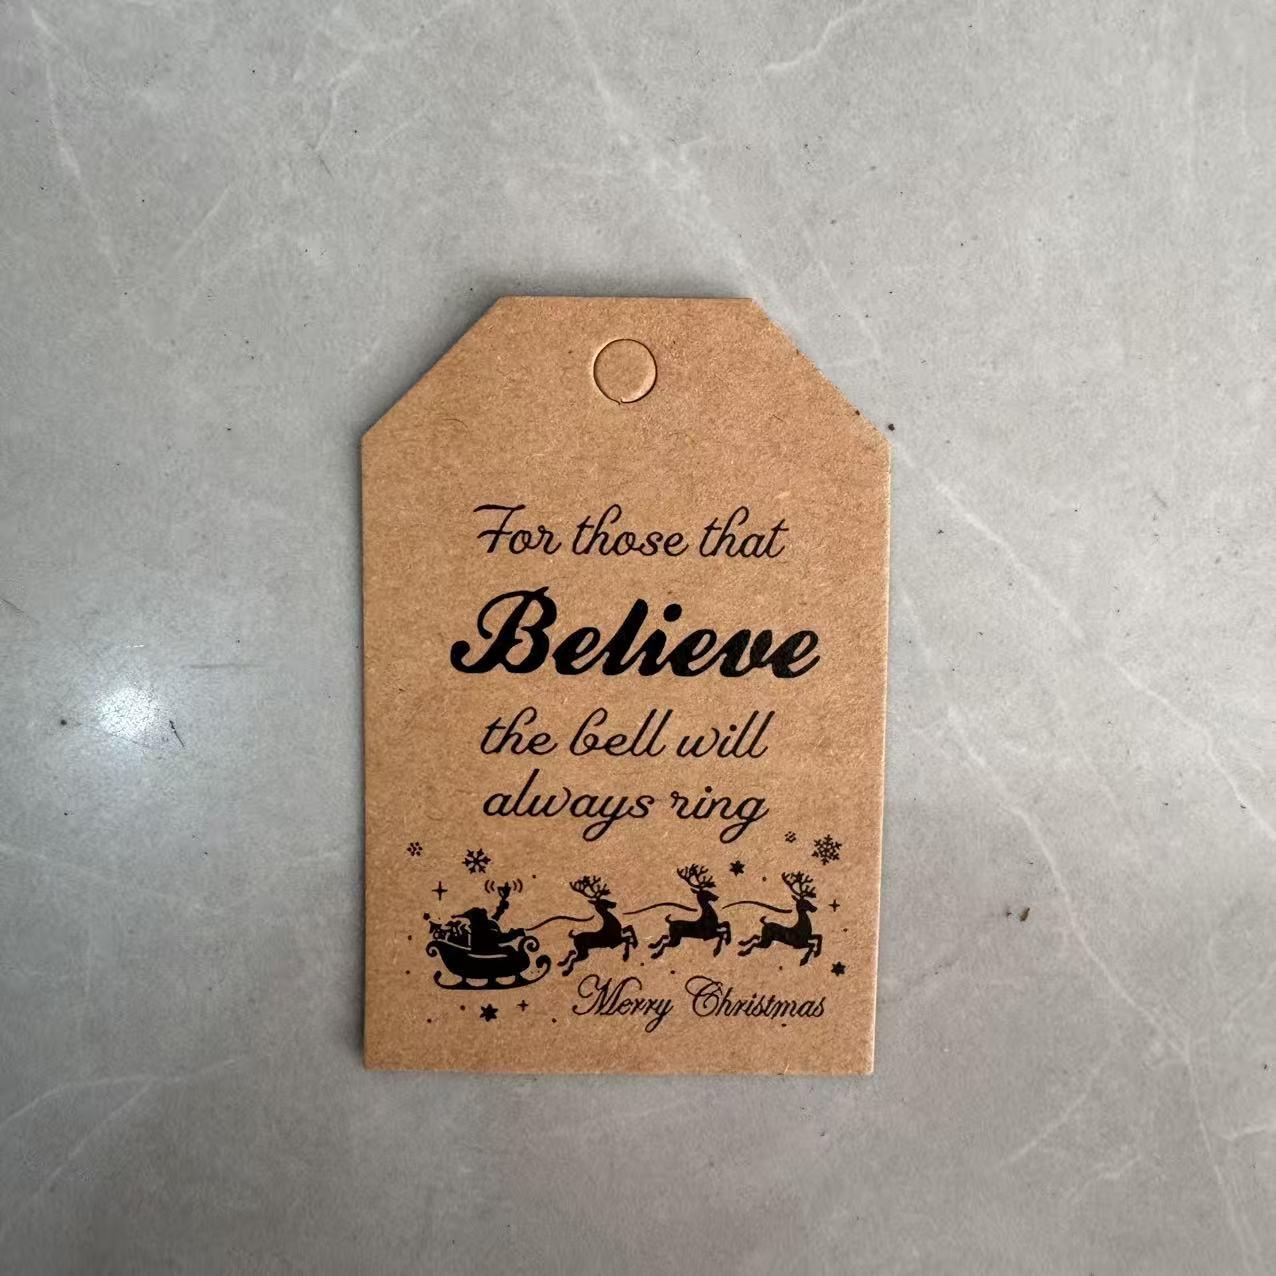 For those that
Believe
the bell will
always ring
Merry Christmas